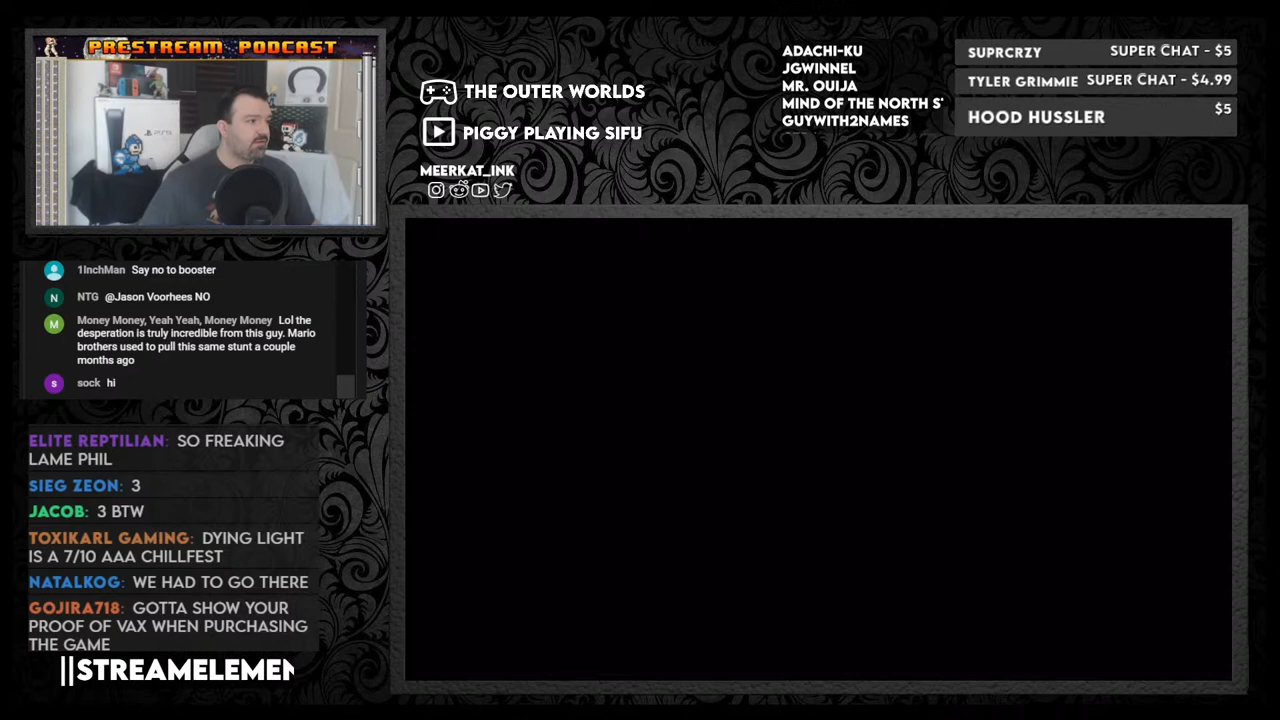 PRESTREAM PODCAST
THE OUTER WORLDS
PIGGY PLAYING SIFU
MEERKAT_INK
ADACHI-KU
JGWINNEL
MR. OUIJA
MIND OF THE NORTH S'
GUYWITH2NAMES
SUPRCRZY SUPER CHAT - $5
TYLER GRIMMIE SUPER CHAT - $4.99
HOOD HUSSLER $5
1InchMan Say no to booster
N NTG @Jason Voorhees NO
M Money Money, Yeah Yeah, Money Money Lol the
desperation is truly incredible from this guy. Mario
brothers used to pull this same stunt a couple
months ago
s sock hi
ELITE REPTILIAN: SO FREAKING
LAME PHIL
SIEG ZEON: 3
JACOB: 3 BTW
TOXIKARL GAMING: DYING LIGHT
IS A 7/10 AAA CHILLFEST
NATALKOG: WE HAD TO GO THERE
GOJIRA718: GOTTA SHOW YOUR
PROOF OF VAX WHEN PURCHASING
THE GAME
||STREAMELEMEN